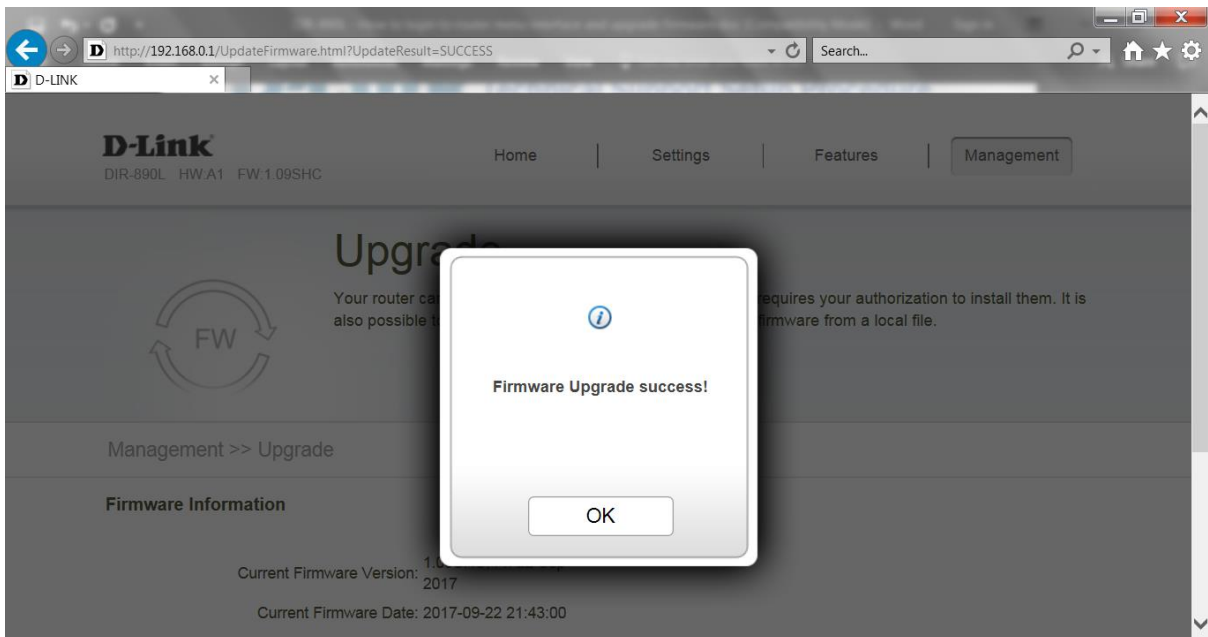 http://192.168.0.1/UpdateFirmware.html?UpdateResult=SUCCESS
Search...
D-LINK
D-Link
DIR-890L HW:A1 FW:1.09SHC
Home
Settings
Features
Management
Upgrade
Your router ca
requires your authorization to install them. It is
also possible
firmware from a local file.
FW
Firmware Upgrade success!
OK
Management >> Upgrade
Firmware Information
Current Firmware Version:
2017
Current Firmware Date: 2017-09-22 21:43:00